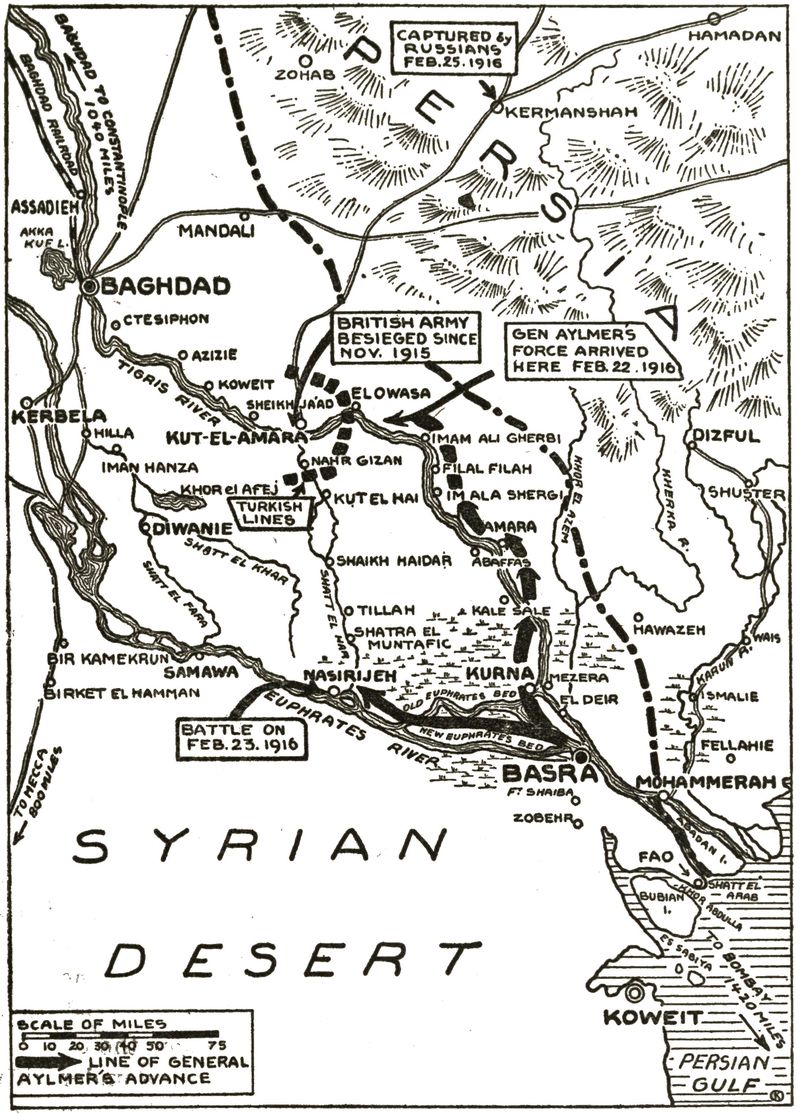 BAGHDAD TO CONSTANTINOPLE
1040 MILES
BAGHDAD RAILROAD
PERSIA
CAPTURED by
RUSSIANS
FEB. 25. 1916
HAMADAN
ZOHAB
KERMANSHAH
ASSADIEH
AKKA
KUF L.
MANDALI
BAGHDAD
CTESIPHON
BRITISH ARMY
BESIEGED SINCE
NOV. 1915
GEN AYLMER'S
FORCE ARRIVED
HERE FEB. 22. 1916
AZIZIE
TIGRIS RIVER
KOWEIT
SHEIKH JA'AD
EL OWASA
KERBELA
HILLA
KUT-EL-AMARA
IMAM ALI GHERBI
DIZFUL
IMAN HANZA
NAHR GIZAN
FILAL FILAH
KHOR EL AZEM
KHERKA R.
SHUSTER
KHOR el AFEJ
KUT EL HAI
IM ALA SHERGI
TURKISH
LINES
DIWANIE
AMARA
SHATT EL KHAR
ABAFFAS
SHAIKH HAIDAR
SHATT EL FARA
SHATT EL HAI
TILLAH
KALE SALE
HAWAZEH
SHATRA EL
MUNTAFIC
WAIS
BIR KAMEKRUN
SAMAWA
KARUN R.
NASIRIJEH
KURNA
MEZERA
BIRKET EL HAMMAN
OLD EUPHRATES BED
EL DEIR
ISMALIE
BATTLE ON
FEB. 23. 1916
EUPHRATES RIVER
NEW EUPHRATES BED
FELLAHIE
TO MECCA
800 MILES
BASRA
MOHAMMERAH
FT SHAIBA
ZOBEHR
ABADAN I.
SYRIAN
DESERT
FAO
SHATT EL
ARAB
BUBIAN
I.
KHOR ABDULLA
ES SABIYA
TO BOMBAY
1420 MILES
KOWEIT
SCALE OF MILES
0 10 20 30 40 50 75
LINE OF GENERAL
AYLMER'S ADVANCE
PERSIAN
GULF
K